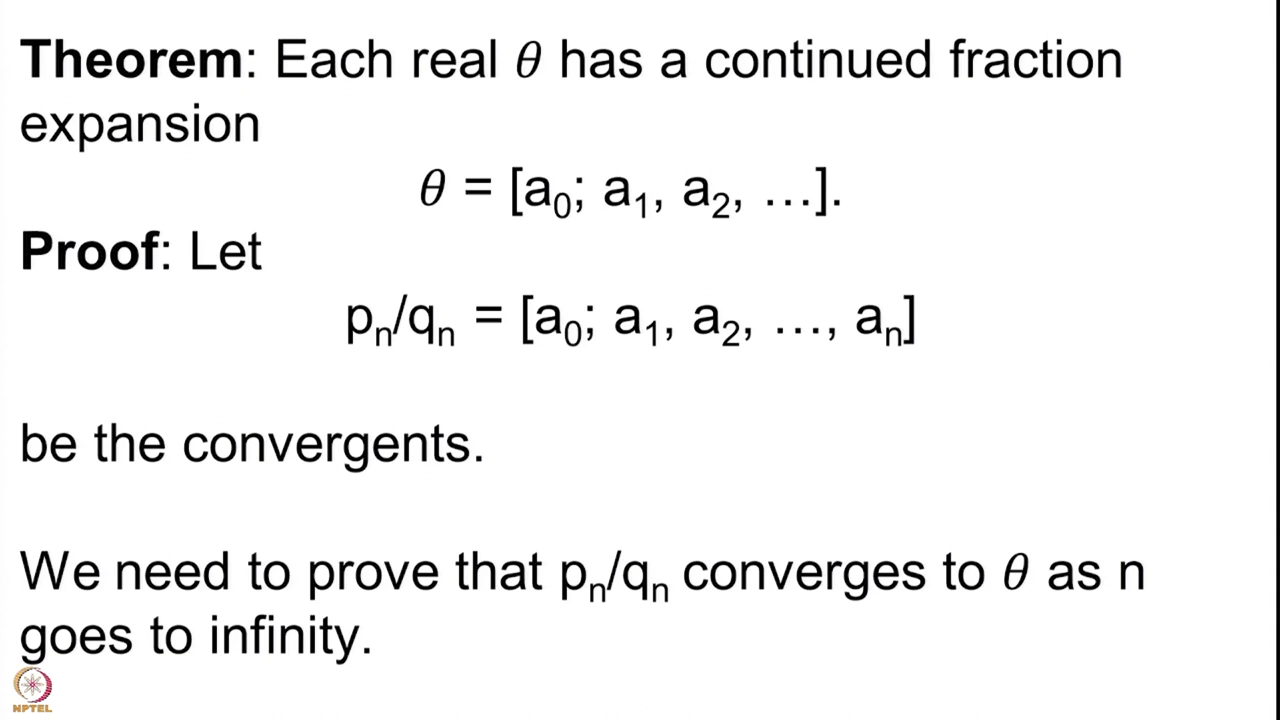 Theorem: Each real θ has a continued fraction
expansion
θ = [a₀; a₁, a₂, …].
Proof: Let
pₙ/qₙ = [a₀; a₁, a₂, …, aₙ]
be the convergents.
We need to prove that pₙ/qₙ converges to θ as n
goes to infinity.
NPTEL